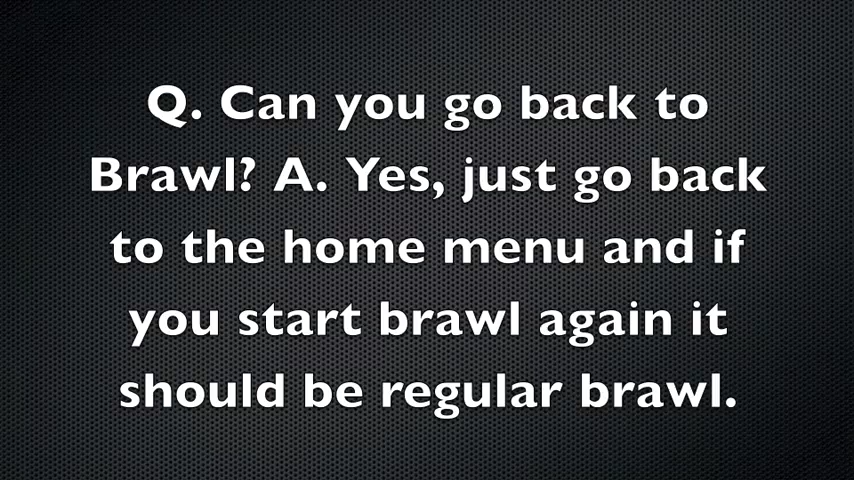 Q. Can you go back to
Brawl? A. Yes, just go back
to the home menu and if
you start brawl again it
should be regular brawl.